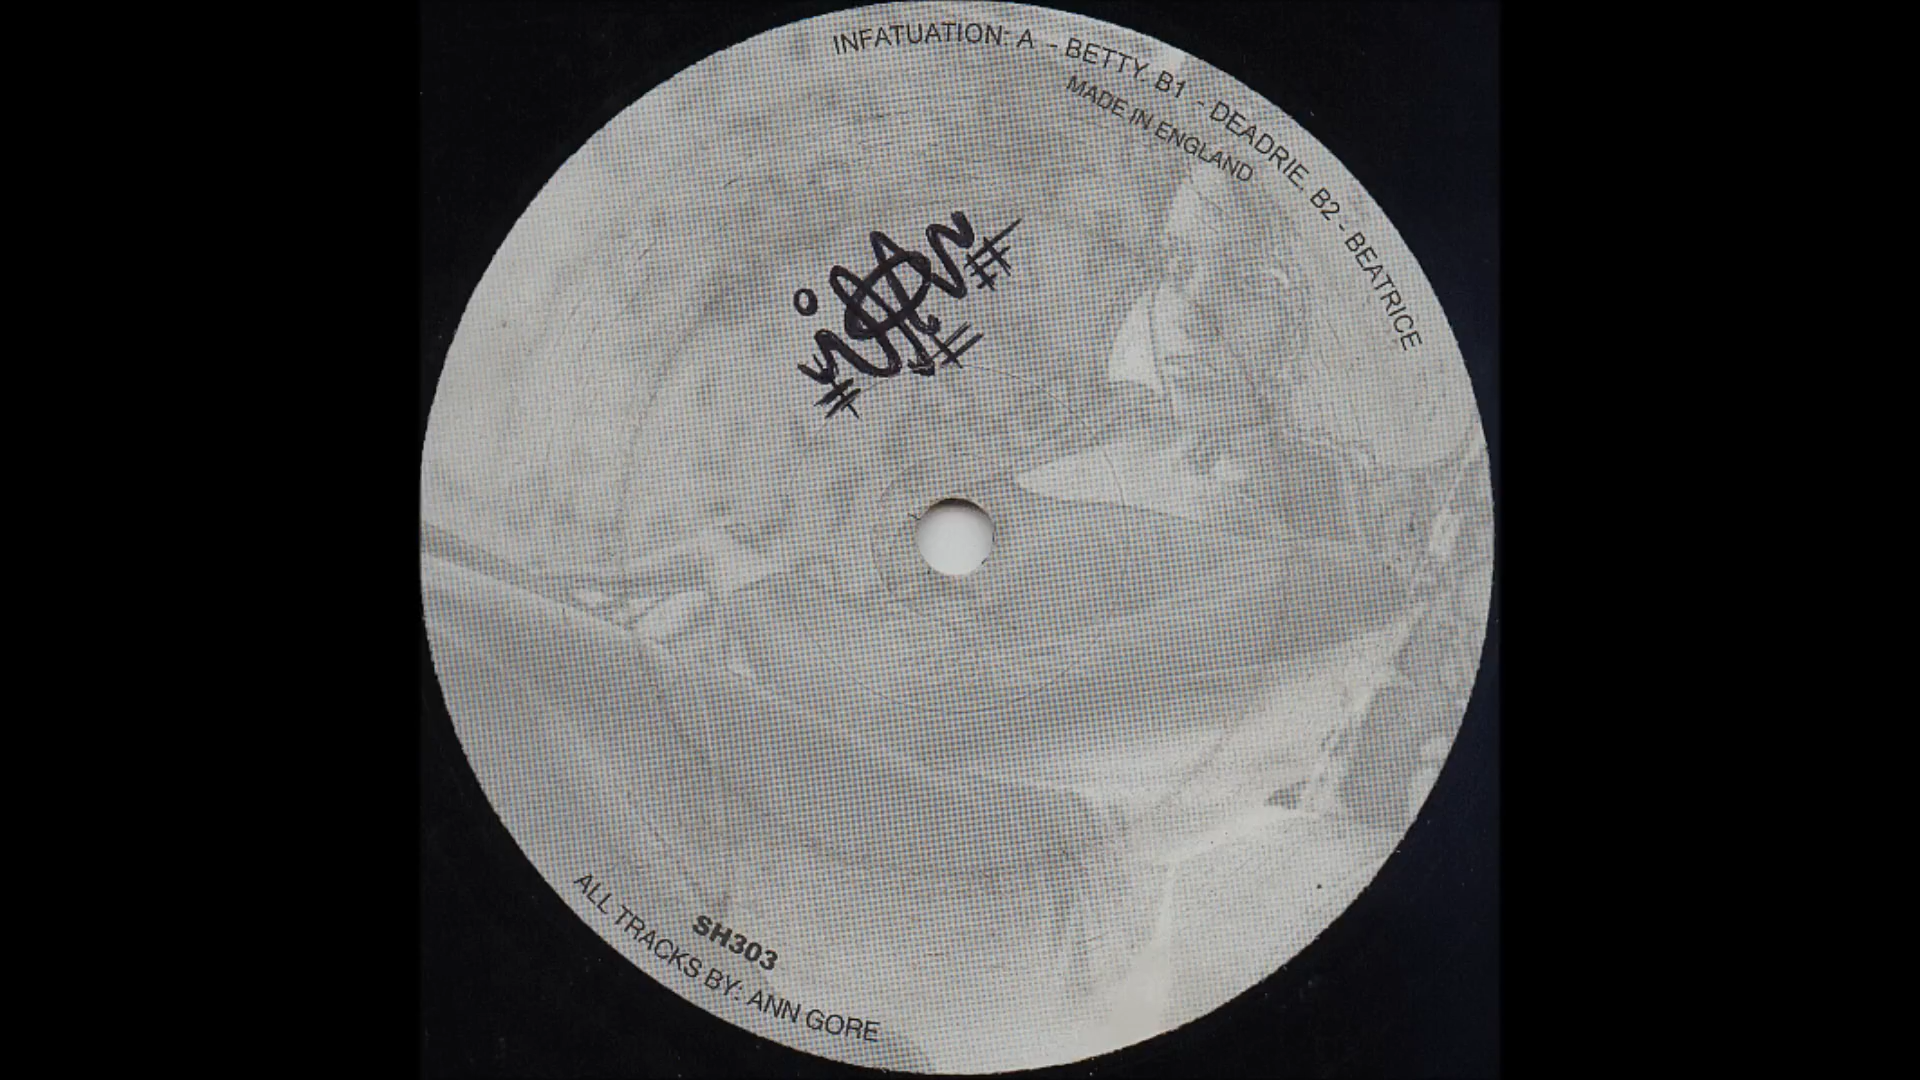 INFATUATION: A - BETTY. B1 - DEADRIE. B2 - BEATRICE
MADE IN ENGLAND
SH303
ALL TRACKS BY: ANN GORE